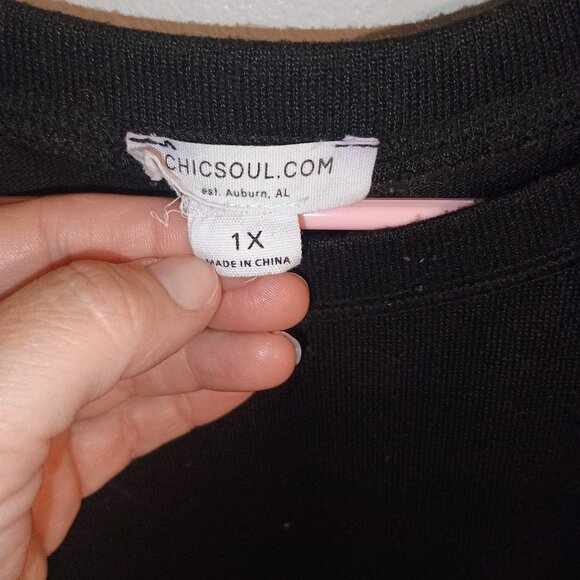 CHICSOUL.COM
est. Auburn, AL
1X
MADE IN CHINA